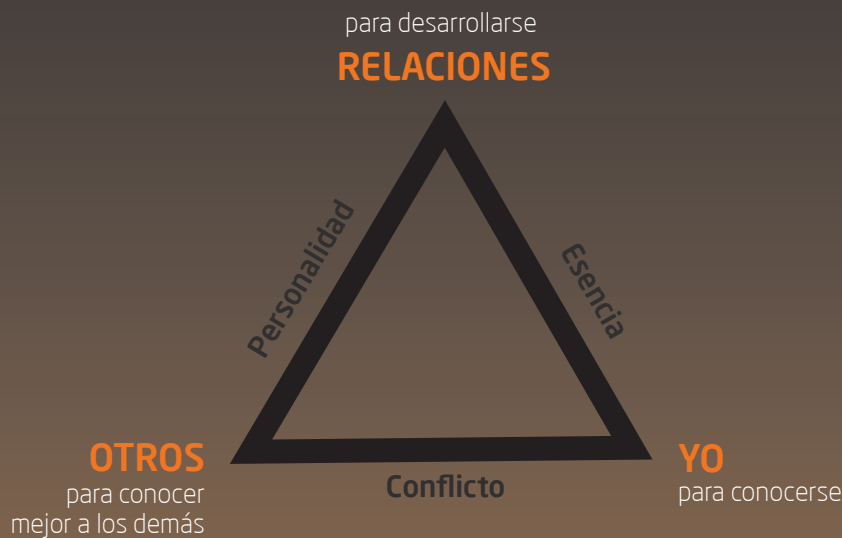 para desarrollarse
RELACIONES
Personalidad
Esencia
OTROS
para conocer
mejor a los demás
Conflicto
YO
para conocerse